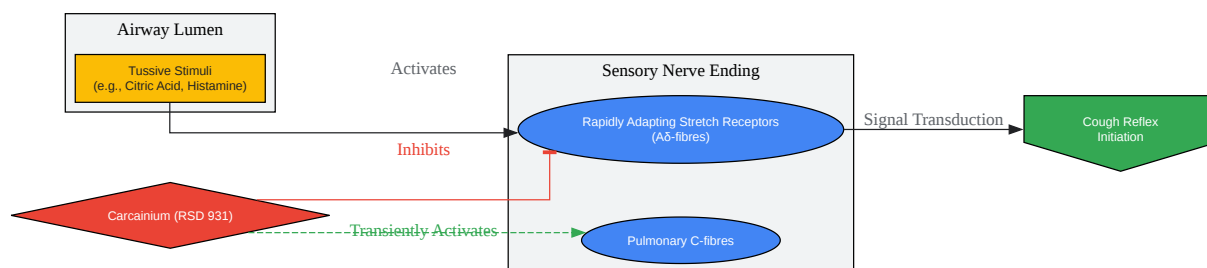 Airway Lumen
Tussive Stimuli
(e.g., Citric Acid, Histamine)
Activates
Sensory Nerve Ending
Rapidly Adapting Stretch Receptors
(Aδ-fibres)
Signal Transduction
Cough Reflex
Initiation
Inhibits
Carcainium (RSD 931)
Transiently Activates
Pulmonary C-fibres